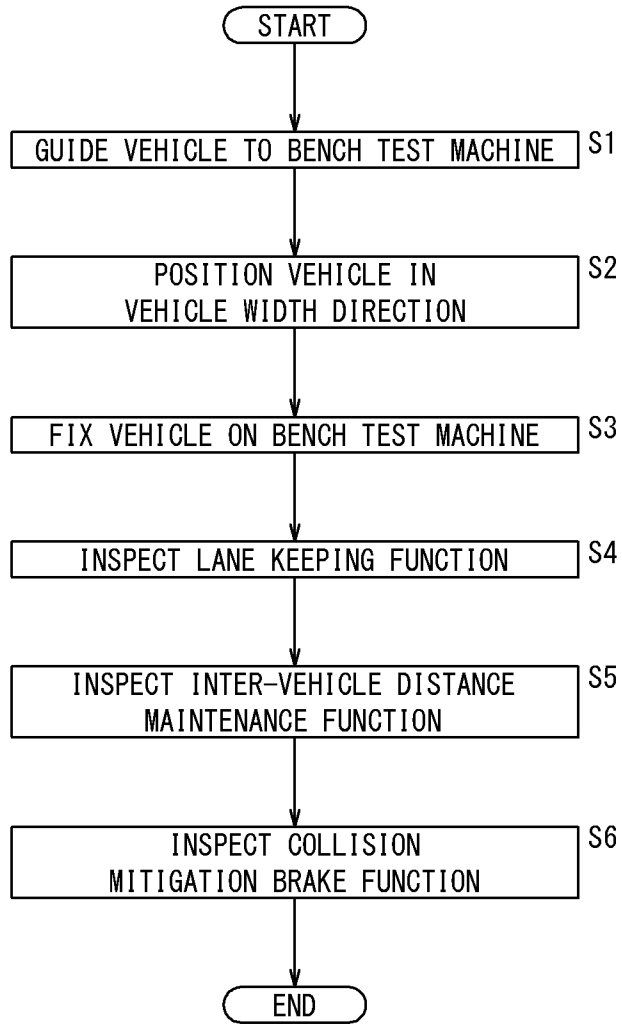 START
GUIDE VEHICLE TO BENCH TEST MACHINE S1
POSITION VEHICLE IN S2
VEHICLE WIDTH DIRECTION
FIX VEHICLE ON BENCH TEST MACHINE S3
INSPECT LANE KEEPING FUNCTION S4
INSPECT INTER-VEHICLE DISTANCE S5
MAINTENANCE FUNCTION
INSPECT COLLISION S6
MITIGATION BRAKE FUNCTION
END